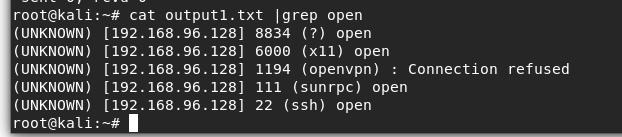 root@kali:~# cat output1.txt |grep open
(UNKNOWN) [192.168.96.128] 8834 (?) open
(UNKNOWN) [192.168.96.128] 6000 (x11) open
(UNKNOWN) [192.168.96.128] 1194 (openvpn) : Connection refused
(UNKNOWN) [192.168.96.128] 111 (sunrpc) open
(UNKNOWN) [192.168.96.128] 22 (ssh) open
root@kali:~#